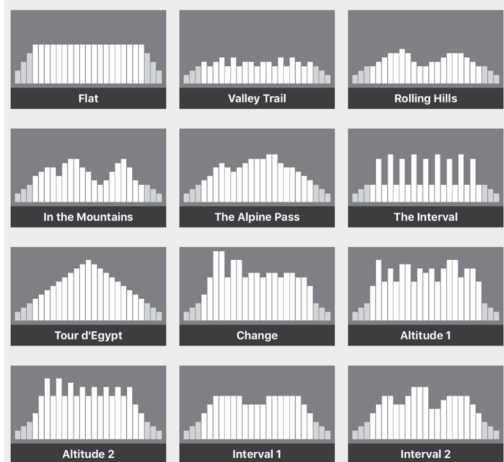 Flat
Valley Trail
Rolling Hills
In the Mountains
The Alpine Pass
The Interval
Tour d'Egypt
Change
Altitude 1
Altitude 2
Interval 1
Interval 2